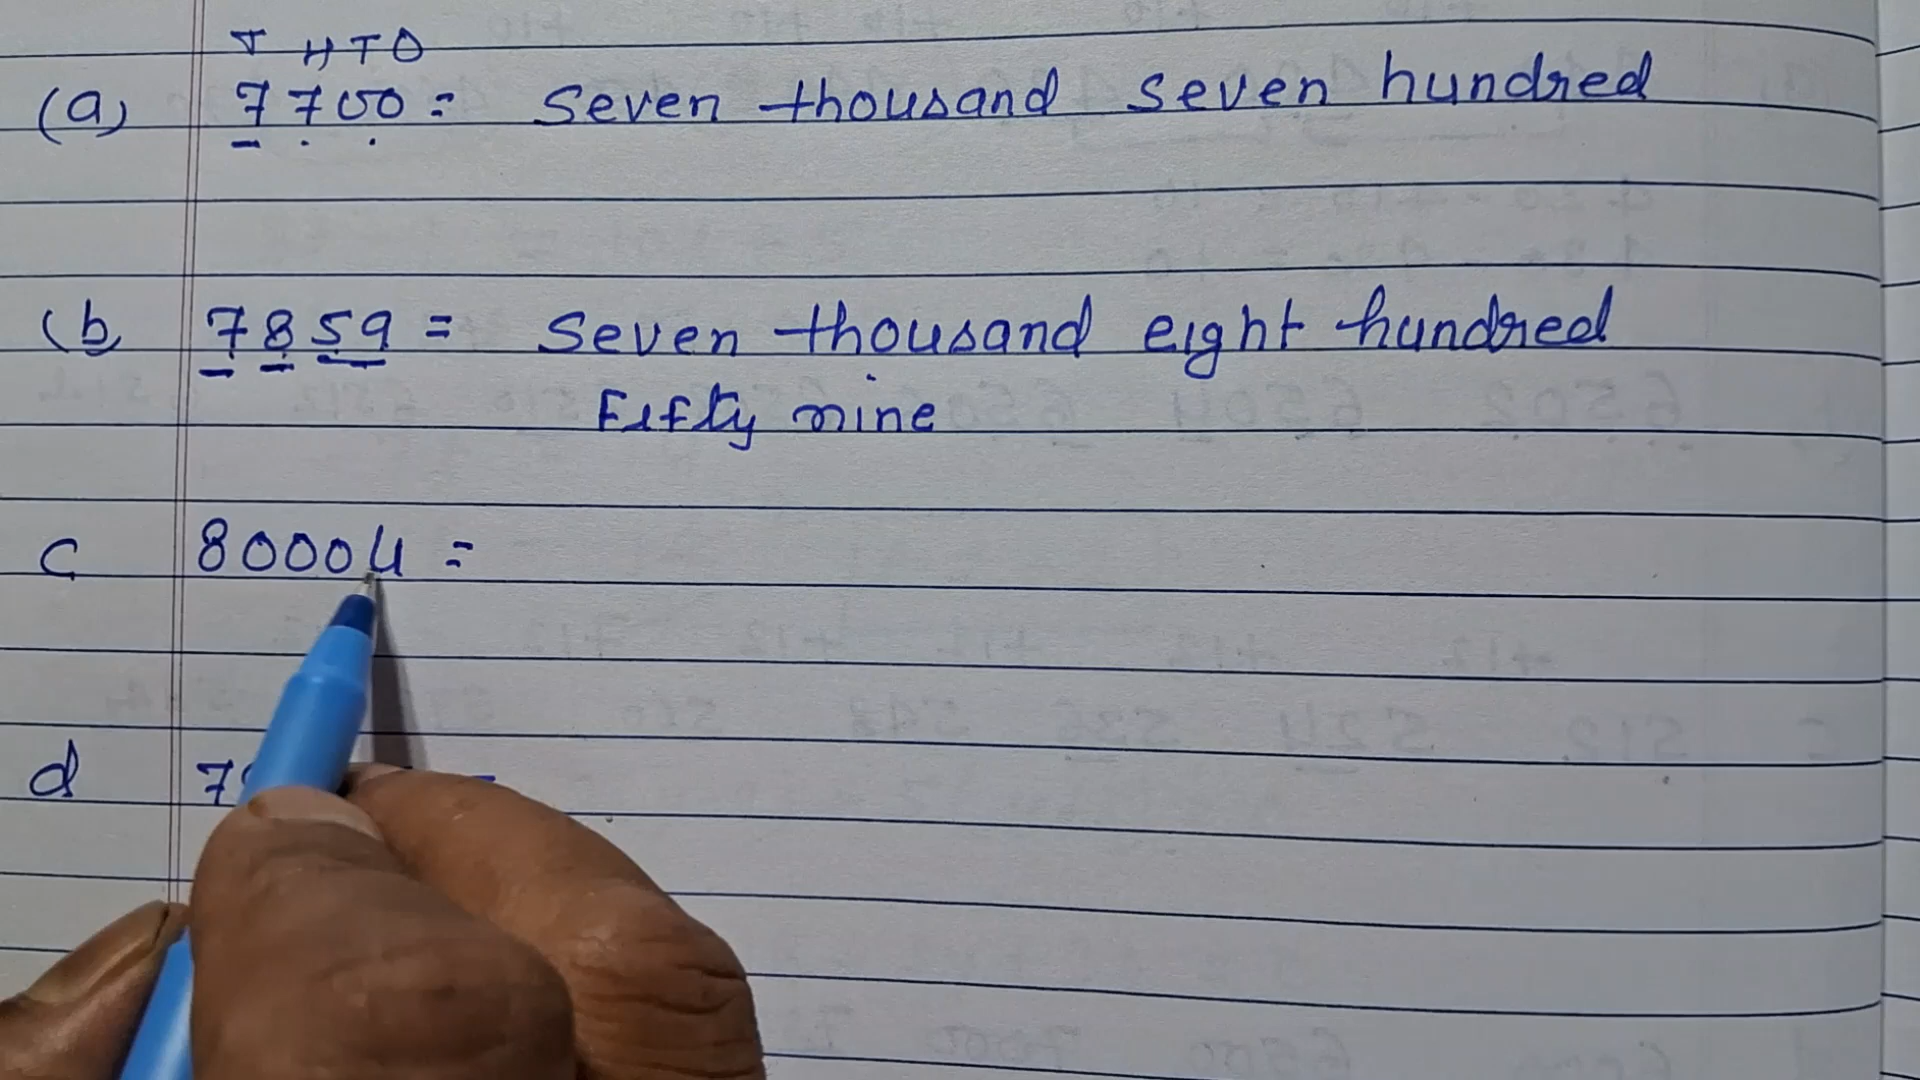 T H T O
(a) 7700 = seven thousand seven hundred
(b 7859 = seven thousand eight hundred
Fifty nine
c 80004 =
d